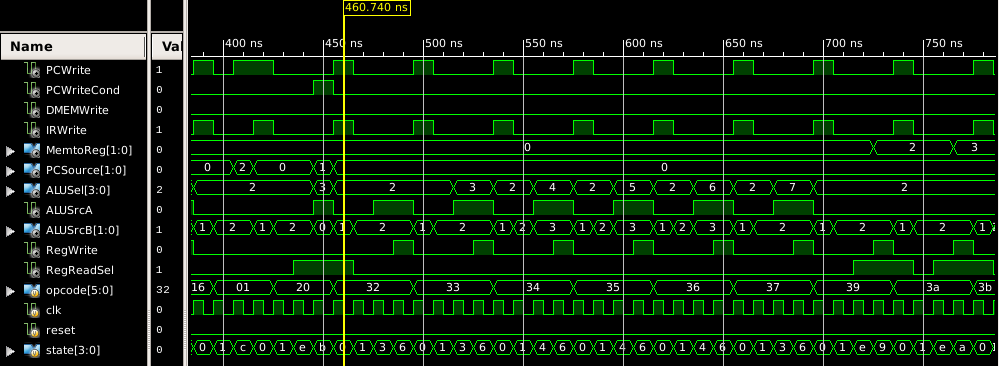 460.740 ns
Name Val 400 ns 450 ns 500 ns 550 ns 600 ns 650 ns 700 ns 750 ns
PCWrite 1
PCWriteCond 0
DMEMWrite 0
IRWrite 1
MemtoReg[1:0] 0 0 2 3
PCSource[1:0] 0 0 2 0 1 0
ALUSel[3:0] 2 2 3 2 3 2 4 2 5 2 6 2 7 2
ALUSrcA 0
ALUSrcB[1:0] 1 1 2 1 2 0 1 2 1 2 1 2 3 1 2 3 1 2 3 1 2 1 2 1 2 1
RegWrite 0
RegReadSel 1
opcode[5:0] 32 16 01 20 32 33 34 35 36 37 39 3a 3b
clk 0
reset 0
state[3:0] 0 0 1 c 0 1 e b 0 1 3 6 0 1 3 6 0 1 4 6 0 1 4 6 0 1 4 6 0 1 3 6 0 1 e 9 0 1 e a 0